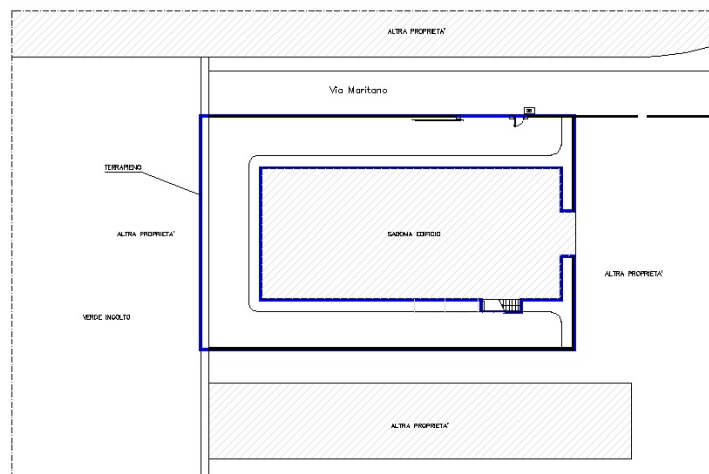 ALTRA PROPRIETA'
Via Maritano
TERRAPIENO
ALTRA PROPRIETA'
SAGOMA EDIFICIO
ALTRA PROPRIETA'
VERDE INCOLTO
ALTRA PROPRIETA'